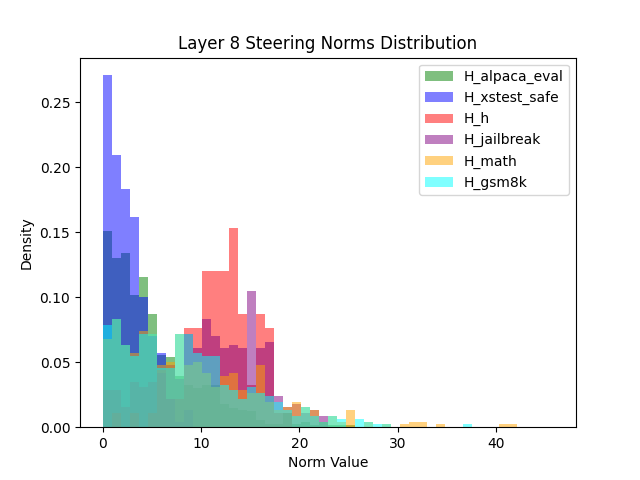 Layer 8 Steering Norms Distribution
H_alpaca_eval
H_xstest_safe
H_h
H_jailbreak
H_math
H_gsm8k
Density
0.25
0.20
0.15
0.10
0.05
0.00
0 10 20 30 40
Norm Value